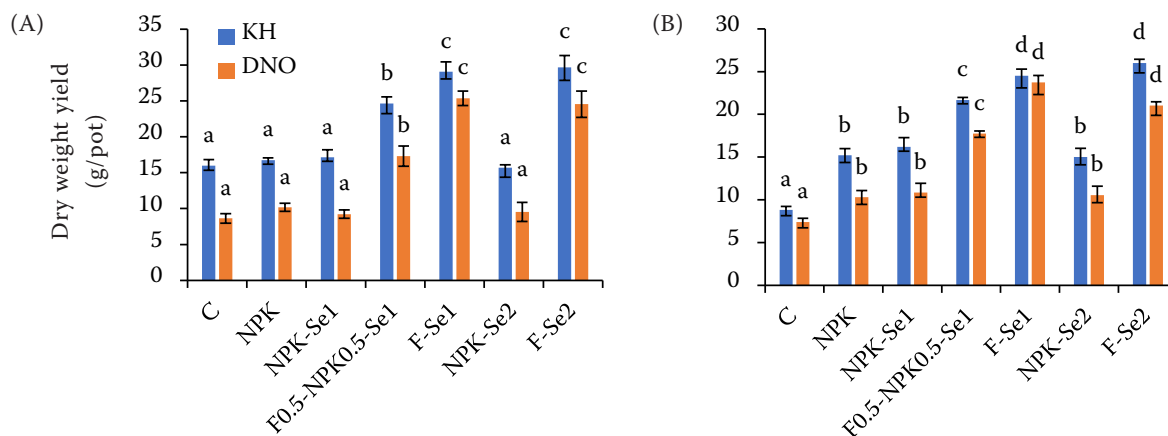 (A)
35
30
25
20
15
10
5
0
Dry weight yield
(g/pot)
KH
DNO
a a a a a a b b c c a a c c
C NPK NPK-Se1 F0.5-NPK0.5-Se1 F-Se1 NPK-Se2 F-Se2
(B)
30
25
20
15
10
5
0
a a b b b b c c d d b b d d
C NPK NPK-Se1 F0.5-NPK0.5-Se1 F-Se1 NPK-Se2 F-Se2